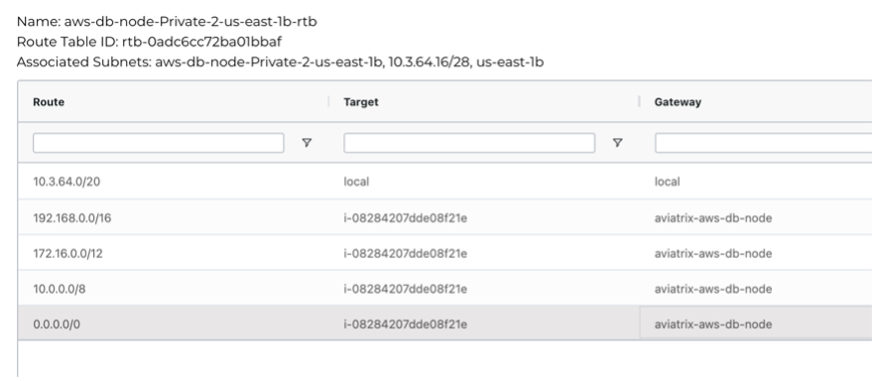 Name: aws-db-node-Private-2-us-east-1b-rtb
Route Table ID: rtb-0adc6cc72ba01bbaf
Associated Subnets: aws-db-node-Private-2-us-east-1b, 10.3.64.16/28, us-east-1b
Route Target Gateway
10.3.64.0/20 local local
192.168.0.0/16 i-08284207dde08f21e aviatrix-aws-db-node
172.16.0.0/12 i-08284207dde08f21e aviatrix-aws-db-node
10.0.0.0/8 i-08284207dde08f21e aviatrix-aws-db-node
0.0.0.0/0 i-08284207dde08f21e aviatrix-aws-db-node